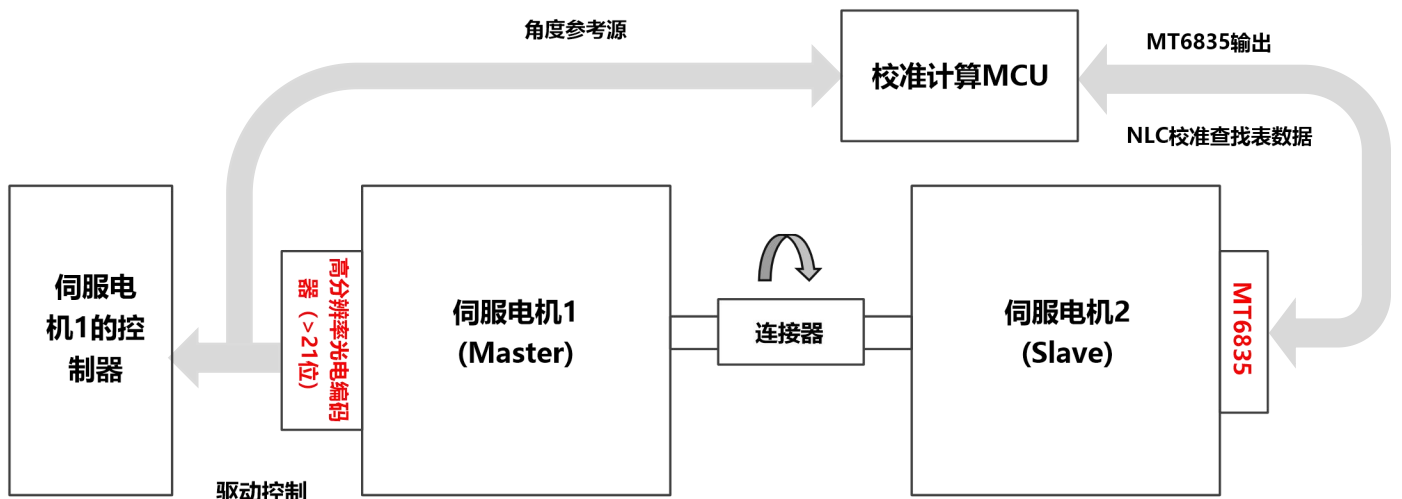 角度参考源
MT6835输出
校准计算MCU
NLC校准查找表数据
伺服电
机1的控
制器
高分辨率光电编码
器（>21位）
伺服电机1
(Master)
连接器
伺服电机2
(Slave)
MT6835
驱动控制